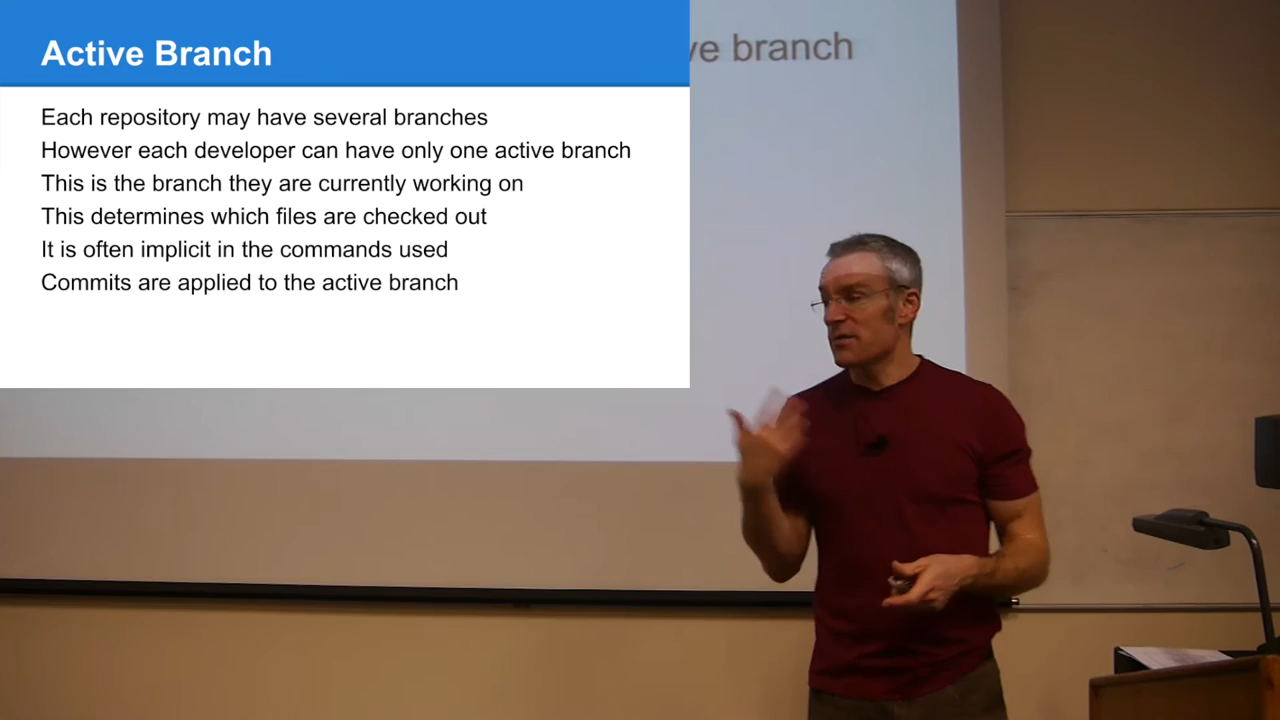 Active Branch
ve branch
Each repository may have several branches
However each developer can have only one active branch
This is the branch they are currently working on
This determines which files are checked out
It is often implicit in the commands used
Commits are applied to the active branch